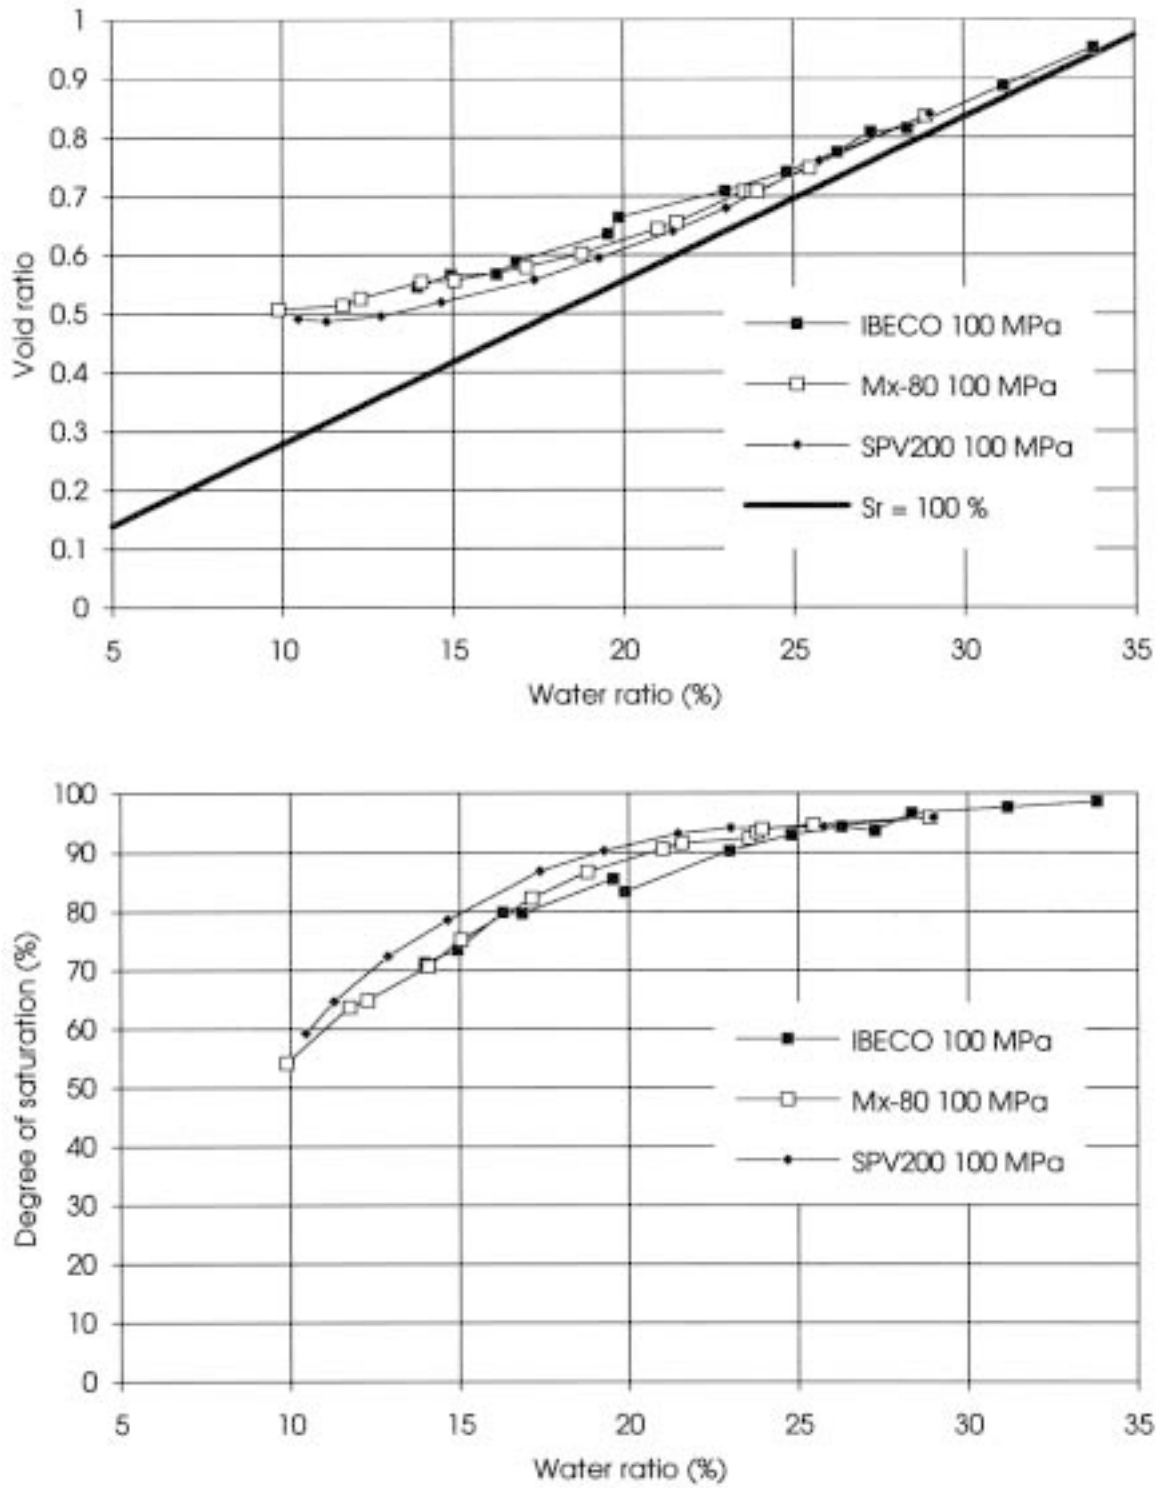 1
0.9
0.8
0.7
0.6
0.5
0.4
0.3
0.2
0.1
0
Void ratio
IBECO 100 MPa
Mx-80 100 MPa
SPV200 100 MPa
Sr = 100 %
5 10 15 20 25 30 35
Water ratio (%)
100
90
80
70
60
50
40
30
20
10
0
Degree of saturation (%)
IBECO 100 MPa
Mx-80 100 MPa
SPV200 100 MPa
5 10 15 20 25 30 35
Water ratio (%)